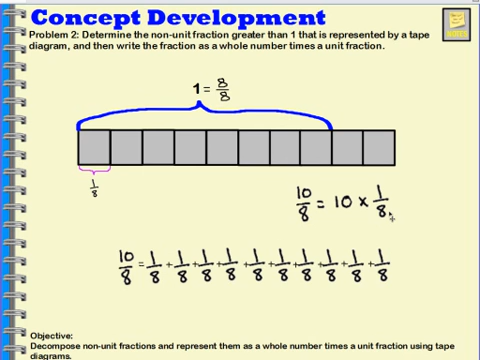 Concept Development
NOTES
Problem 2: Determine the non-unit fraction greater than 1 that is represented by a tape
diagram, and then write the fraction as a whole number times a unit fraction.
1 = 8/8
1/8
10/8 = 10 × 1/8
10/8 = 1/8 + 1/8 + 1/8 + 1/8 + 1/8 + 1/8 + 1/8 + 1/8 + 1/8 + 1/8
Objective:
Decompose non-unit fractions and represent them as a whole number times a unit fraction using tape
diagrams.